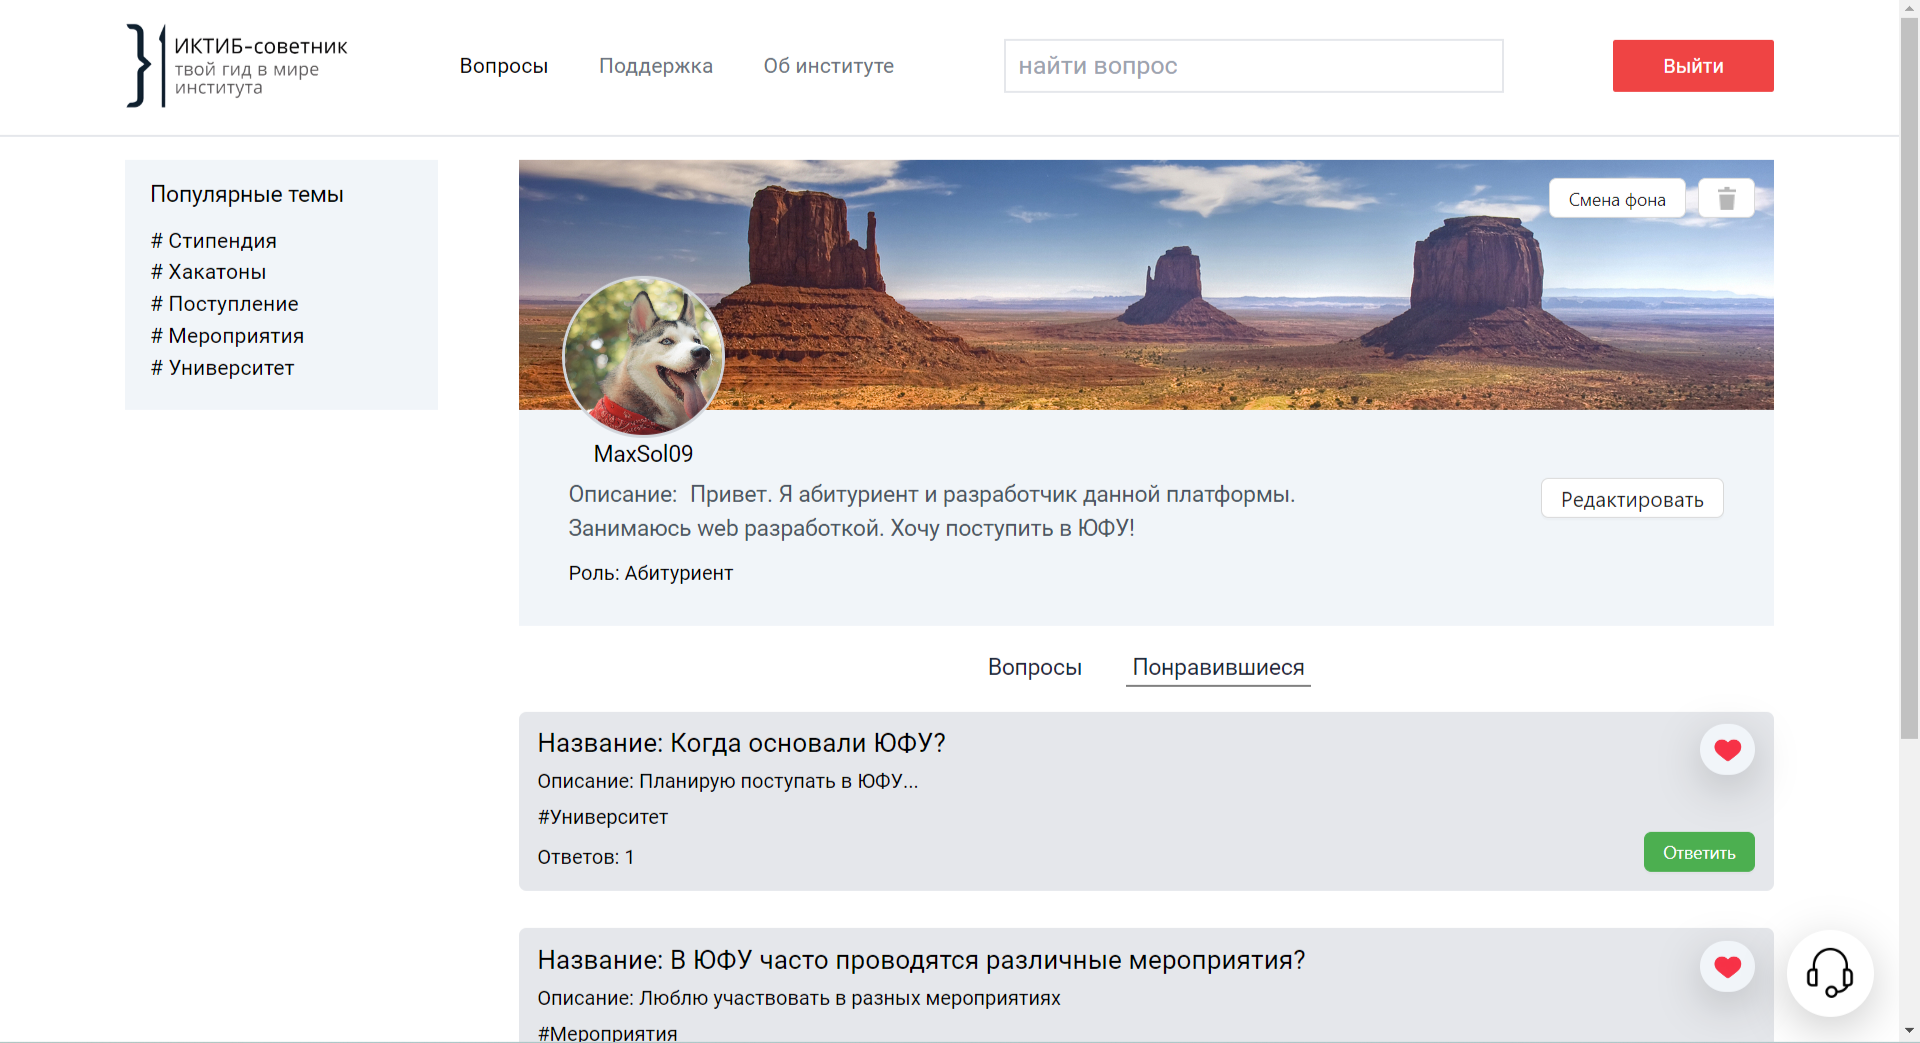 ИКТИБ-советник
твой гид в мире
института
Вопросы
Поддержка
Об институте
найти вопрос
Выйти
Популярные темы
# Стипендия
# Хакатоны
# Поступление
# Мероприятия
# Университет
Смена фона
MaxSol09
Описание: Привет. Я абитуриент и разработчик данной платформы.
Занимаюсь web разработкой. Хочу поступить в ЮФУ!
Редактировать
Роль: Абитуриент
Вопросы
Понравившиеся
Название: Когда основали ЮФУ?
Описание: Планирую поступать в ЮФУ...
#Университет
Ответов: 1
Ответить
Название: В ЮФУ часто проводятся различные мероприятия?
Описание: Люблю участвовать в разных мероприятиях
#Мероприятия